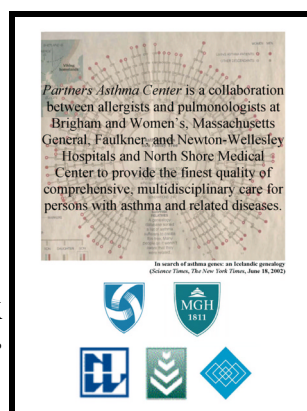 Partners Asthma Center is a collaboration
between allergists and pulmonologists at
Brigham and Women's, Massachusetts
General, Faulkner, and Newton-Wellesley
Hospitals and North Shore Medical
Center to provide the finest quality of
comprehensive, multidisciplinary care for
persons with asthma and related diseases.
In search of asthma genes: an Icelandic genealogy
(Science Times, The New York Times, June 18, 2002)
MGH
1811